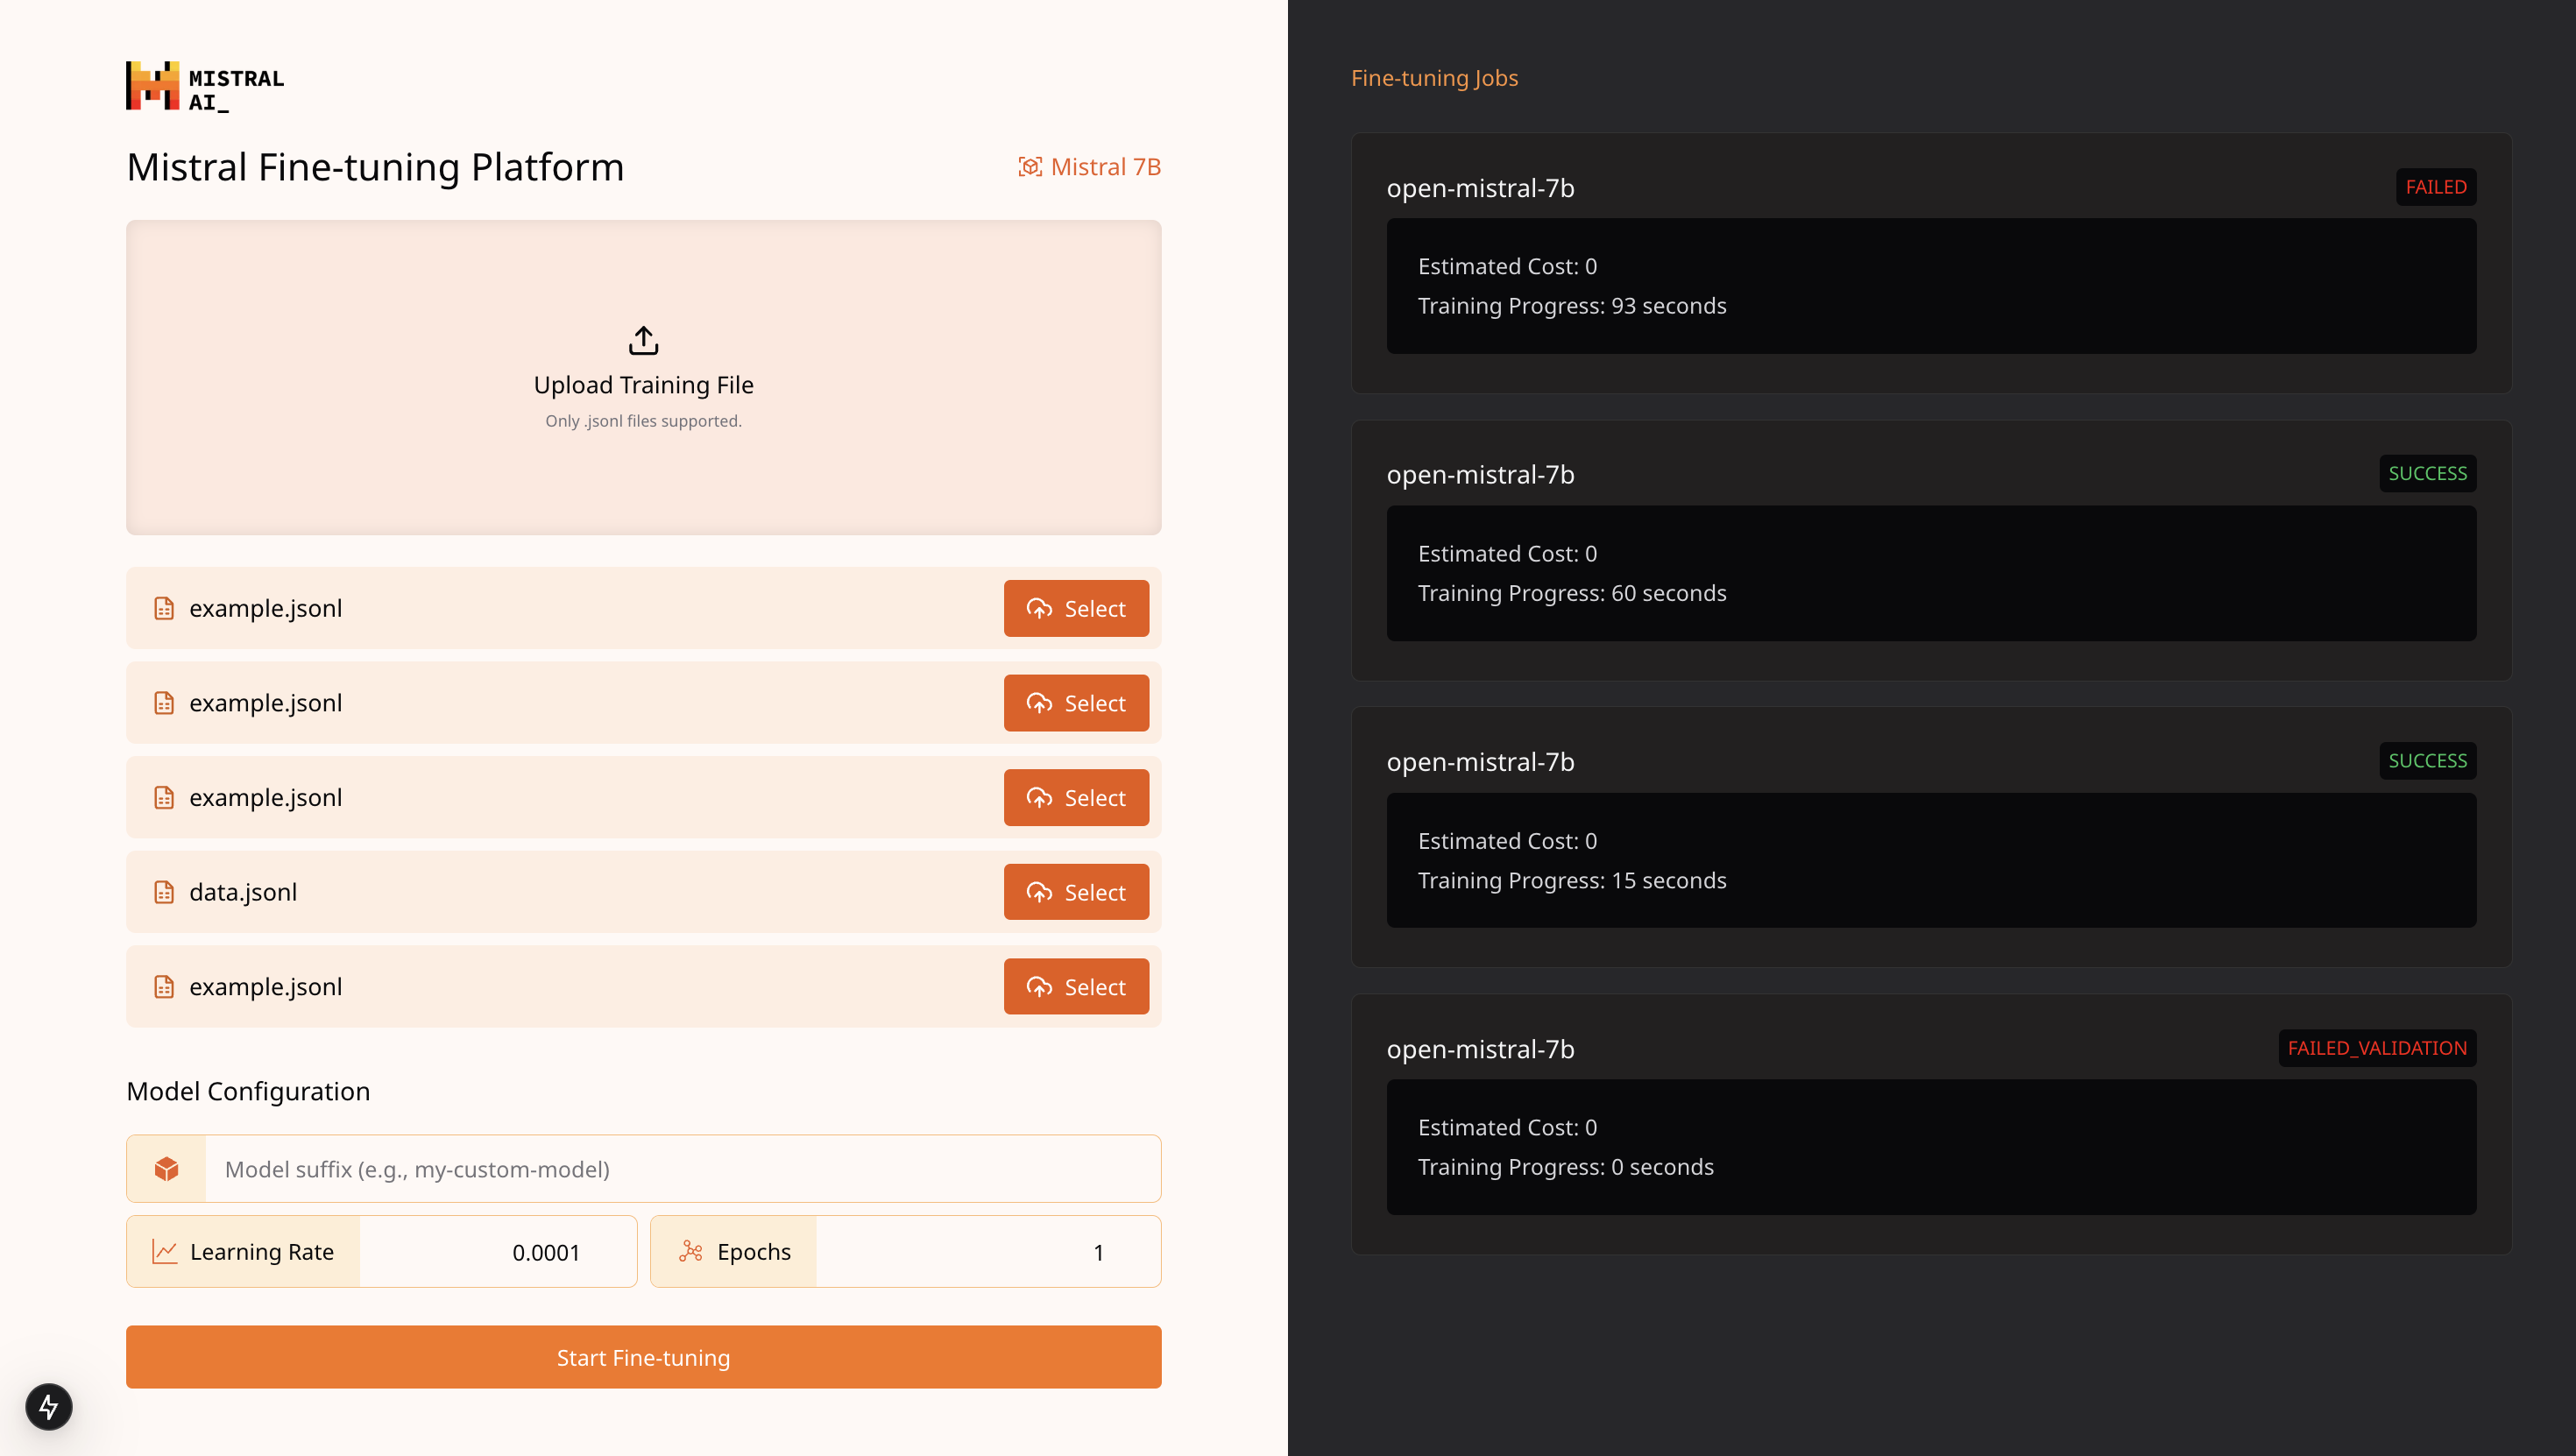 MISTRAL
AI_
Mistral Fine-tuning Platform
Mistral 7B
Upload Training File
Only .jsonl files supported.
example.jsonl
Select
example.jsonl
Select
example.jsonl
Select
data.jsonl
Select
example.jsonl
Select
Model Configuration
Model suffix (e.g., my-custom-model)
Learning Rate
0.0001
Epochs
1
Start Fine-tuning
Fine-tuning Jobs
open-mistral-7b
FAILED
Estimated Cost: 0
Training Progress: 93 seconds
open-mistral-7b
SUCCESS
Estimated Cost: 0
Training Progress: 60 seconds
open-mistral-7b
SUCCESS
Estimated Cost: 0
Training Progress: 15 seconds
open-mistral-7b
FAILED_VALIDATION
Estimated Cost: 0
Training Progress: 0 seconds